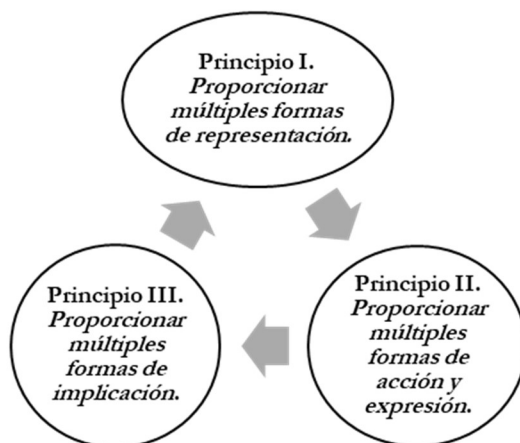 Principio I.
Proporcionar
múltiples formas
de representación.
Principio II.
Proporcionar
múltiples
formas de
acción y
expresión.
Principio III.
Proporcionar
múltiples
formas de
implicación.